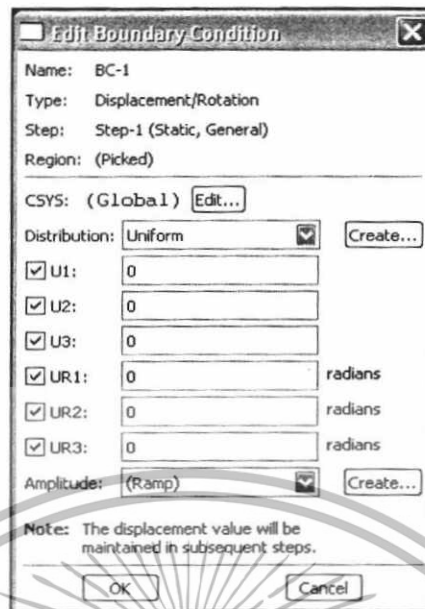 Edit Boundary Condition
Name: BC-1
Type: Displacement/Rotation
Step: Step-1 (Static, General)
Region: (Picked)
CSYS: (Global) Edit...
Distribution: Uniform Create...
U1: 0
U2: 0
U3: 0
UR1: 0 radians
UR2: 0 radians
UR3: 0 radians
Amplitude: (Ramp) Create...
Note: The displacement value will be
maintained in subsequent steps.
OK Cancel